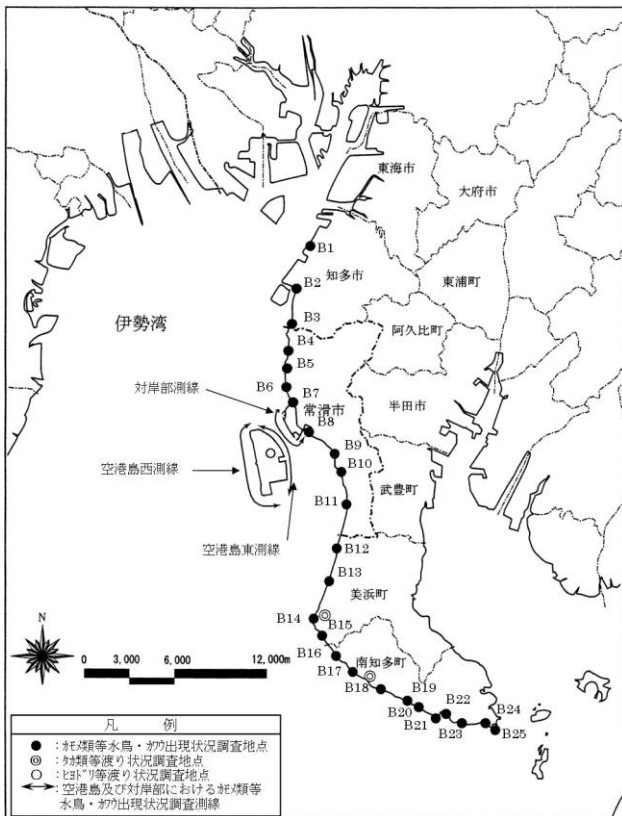 東海市
大府市
B1
知多市
B2
東浦町
伊勢湾
B3
阿久比町
B4
B5
対岸部測線
B6
B7
半田市
常滑市
B8
B9
空港島西測線
B10
武豊町
B11
空港島東測線
B12
B13
美浜町
B14
B15
N
B16
南知多町
0 3,000 6,000 12,000m
B17
B18
B19
B20
B22
B24
B21
B23
B25
凡 例
：ｶﾓﾒ類等水鳥・ｶﾜｳ出現状況調査地点
：ﾀｶ類等渡り状況調査地点
：ﾋﾖﾄﾞﾘ等渡り状況調査地点
：空港島及び対岸部におけるｶﾓﾒ類等
水鳥・ｶﾜｳ出現状況調査測線